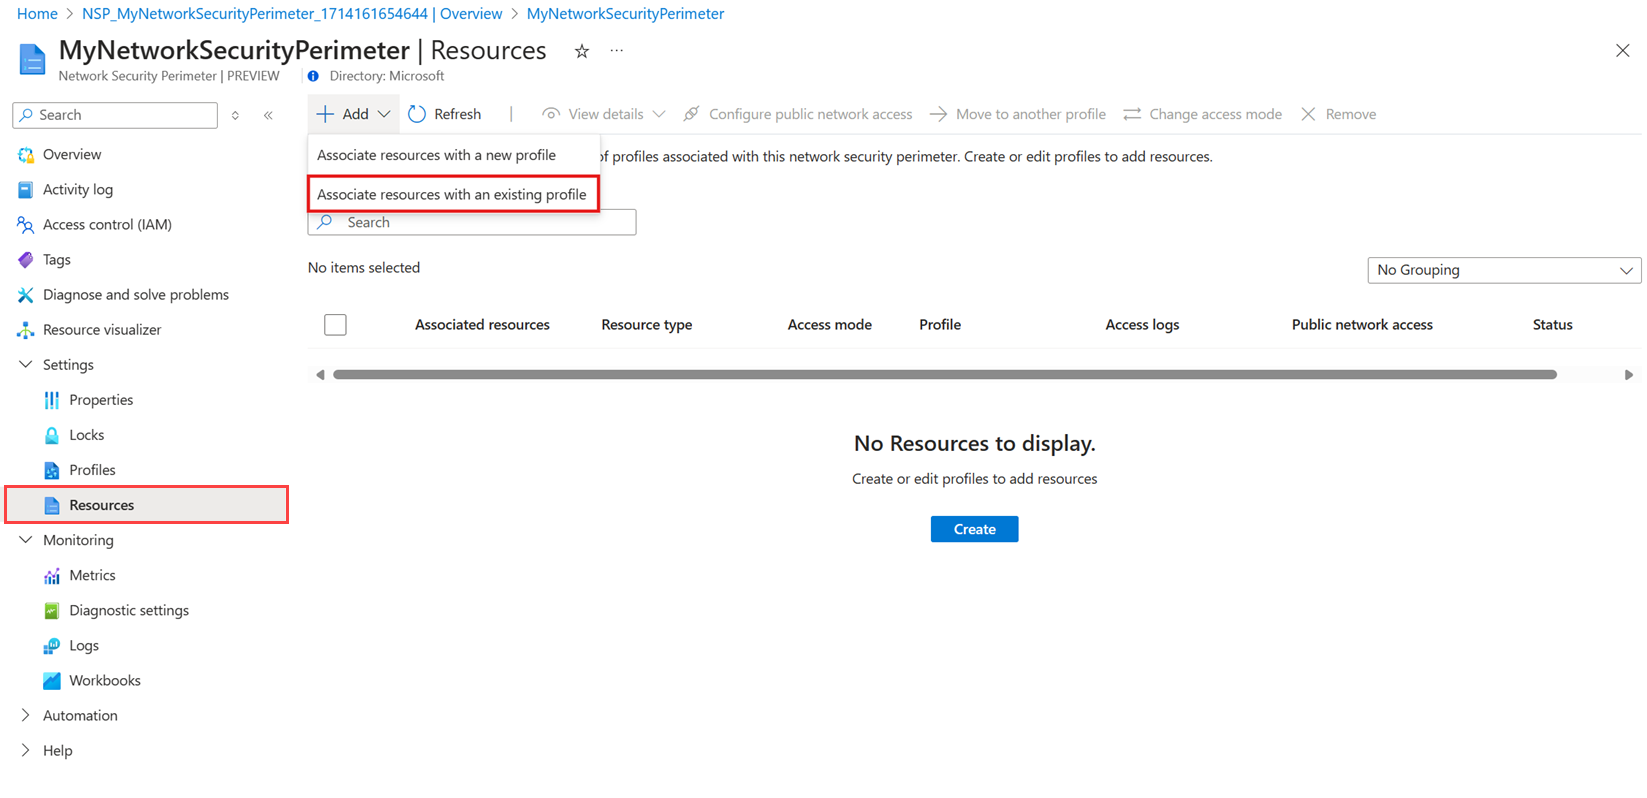 Home > NSP_MyNetworkSecurityPerimeter_1714161654644 | Overview > MyNetworkSecurityPerimeter
MyNetworkSecurityPerimeter | Resources
Network Security Perimeter | PREVIEW Directory: Microsoft
Search
Add Refresh View details Configure public network access Move to another profile Change access mode Remove
Associate resources with a new profile
of profiles associated with this network security perimeter. Create or edit profiles to add resources.
Associate resources with an existing profile
Search
No items selected
No Grouping
Associated resources Resource type Access mode Profile Access logs Public network access Status
No Resources to display.
Create or edit profiles to add resources
Create
Overview
Activity log
Access control (IAM)
Tags
Diagnose and solve problems
Resource visualizer
Settings
Properties
Locks
Profiles
Resources
Monitoring
Metrics
Diagnostic settings
Logs
Workbooks
Automation
Help